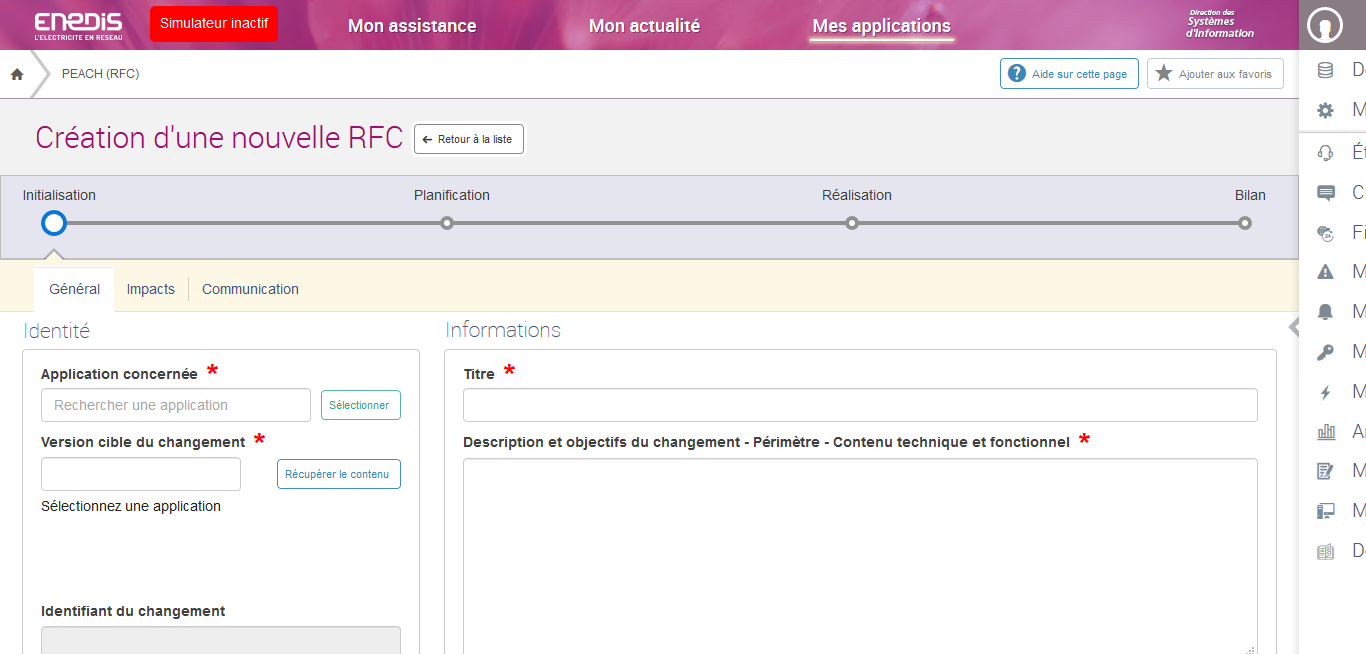 ENEDIS
L'ELECTRICITE EN RESEAU
Simulateur inactif
Mon assistance
Mon actualité
Mes applications
Direction des
Systèmes
d'Information
PEACH (RFC)
? Aide sur cette page
Ajouter aux favoris
Création d'une nouvelle RFC
← Retour à la liste
Initialisation
Planification
Réalisation
Bilan
Général
Impacts
Communication
Identité
Application concernée *
Rechercher une application
Sélectionner
Version cible du changement *
Récupérer le contenu
Sélectionnez une application
Identifiant du changement
Informations
Titre *
Description et objectifs du changement - Périmètre - Contenu technique et fonctionnel *
M
C
Fi
M
M
M
M
M
M